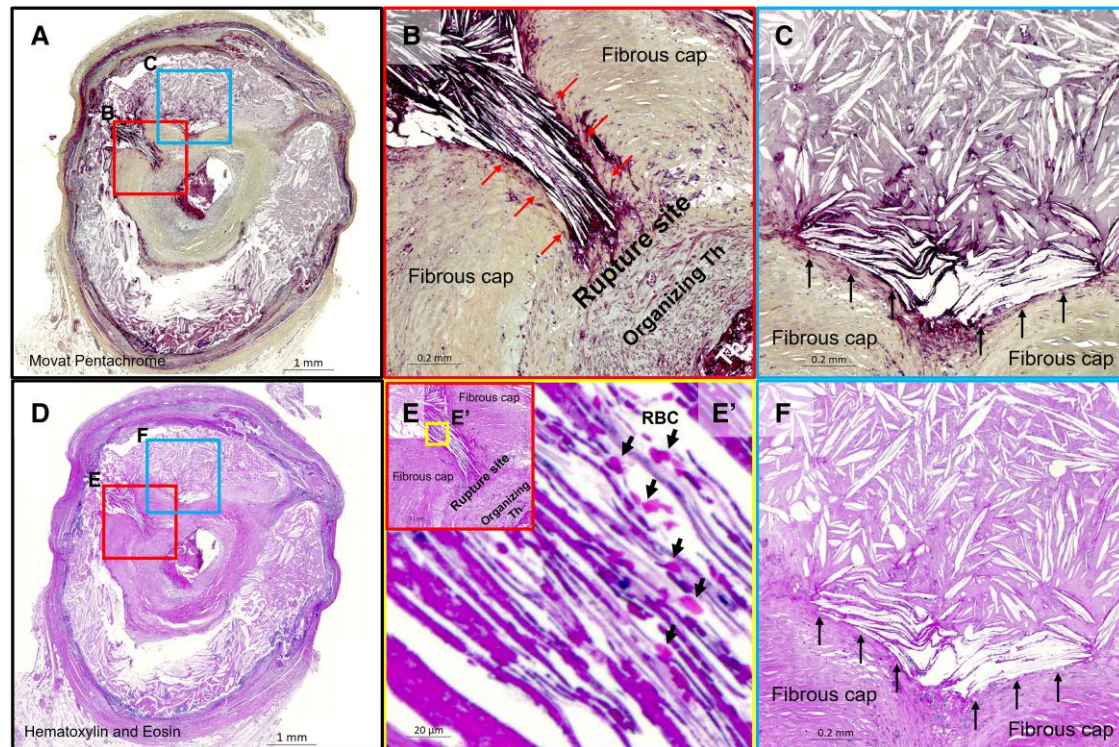 A
C
B
Movat Pentachrome
1 mm
B
Fibrous cap
Fibrous cap
Rupture site
Organizing Th
Th
0.2 mm
C
Fibrous cap
Fibrous cap
0.2 mm
D
F
E
Hematoxylin and Eosin
1 mm
E
E'
Fibrous cap
Fibrous cap
Rupture site
Organizing Th
E'
RBC
20 µm
F
Fibrous cap
Fibrous cap
0.2 mm